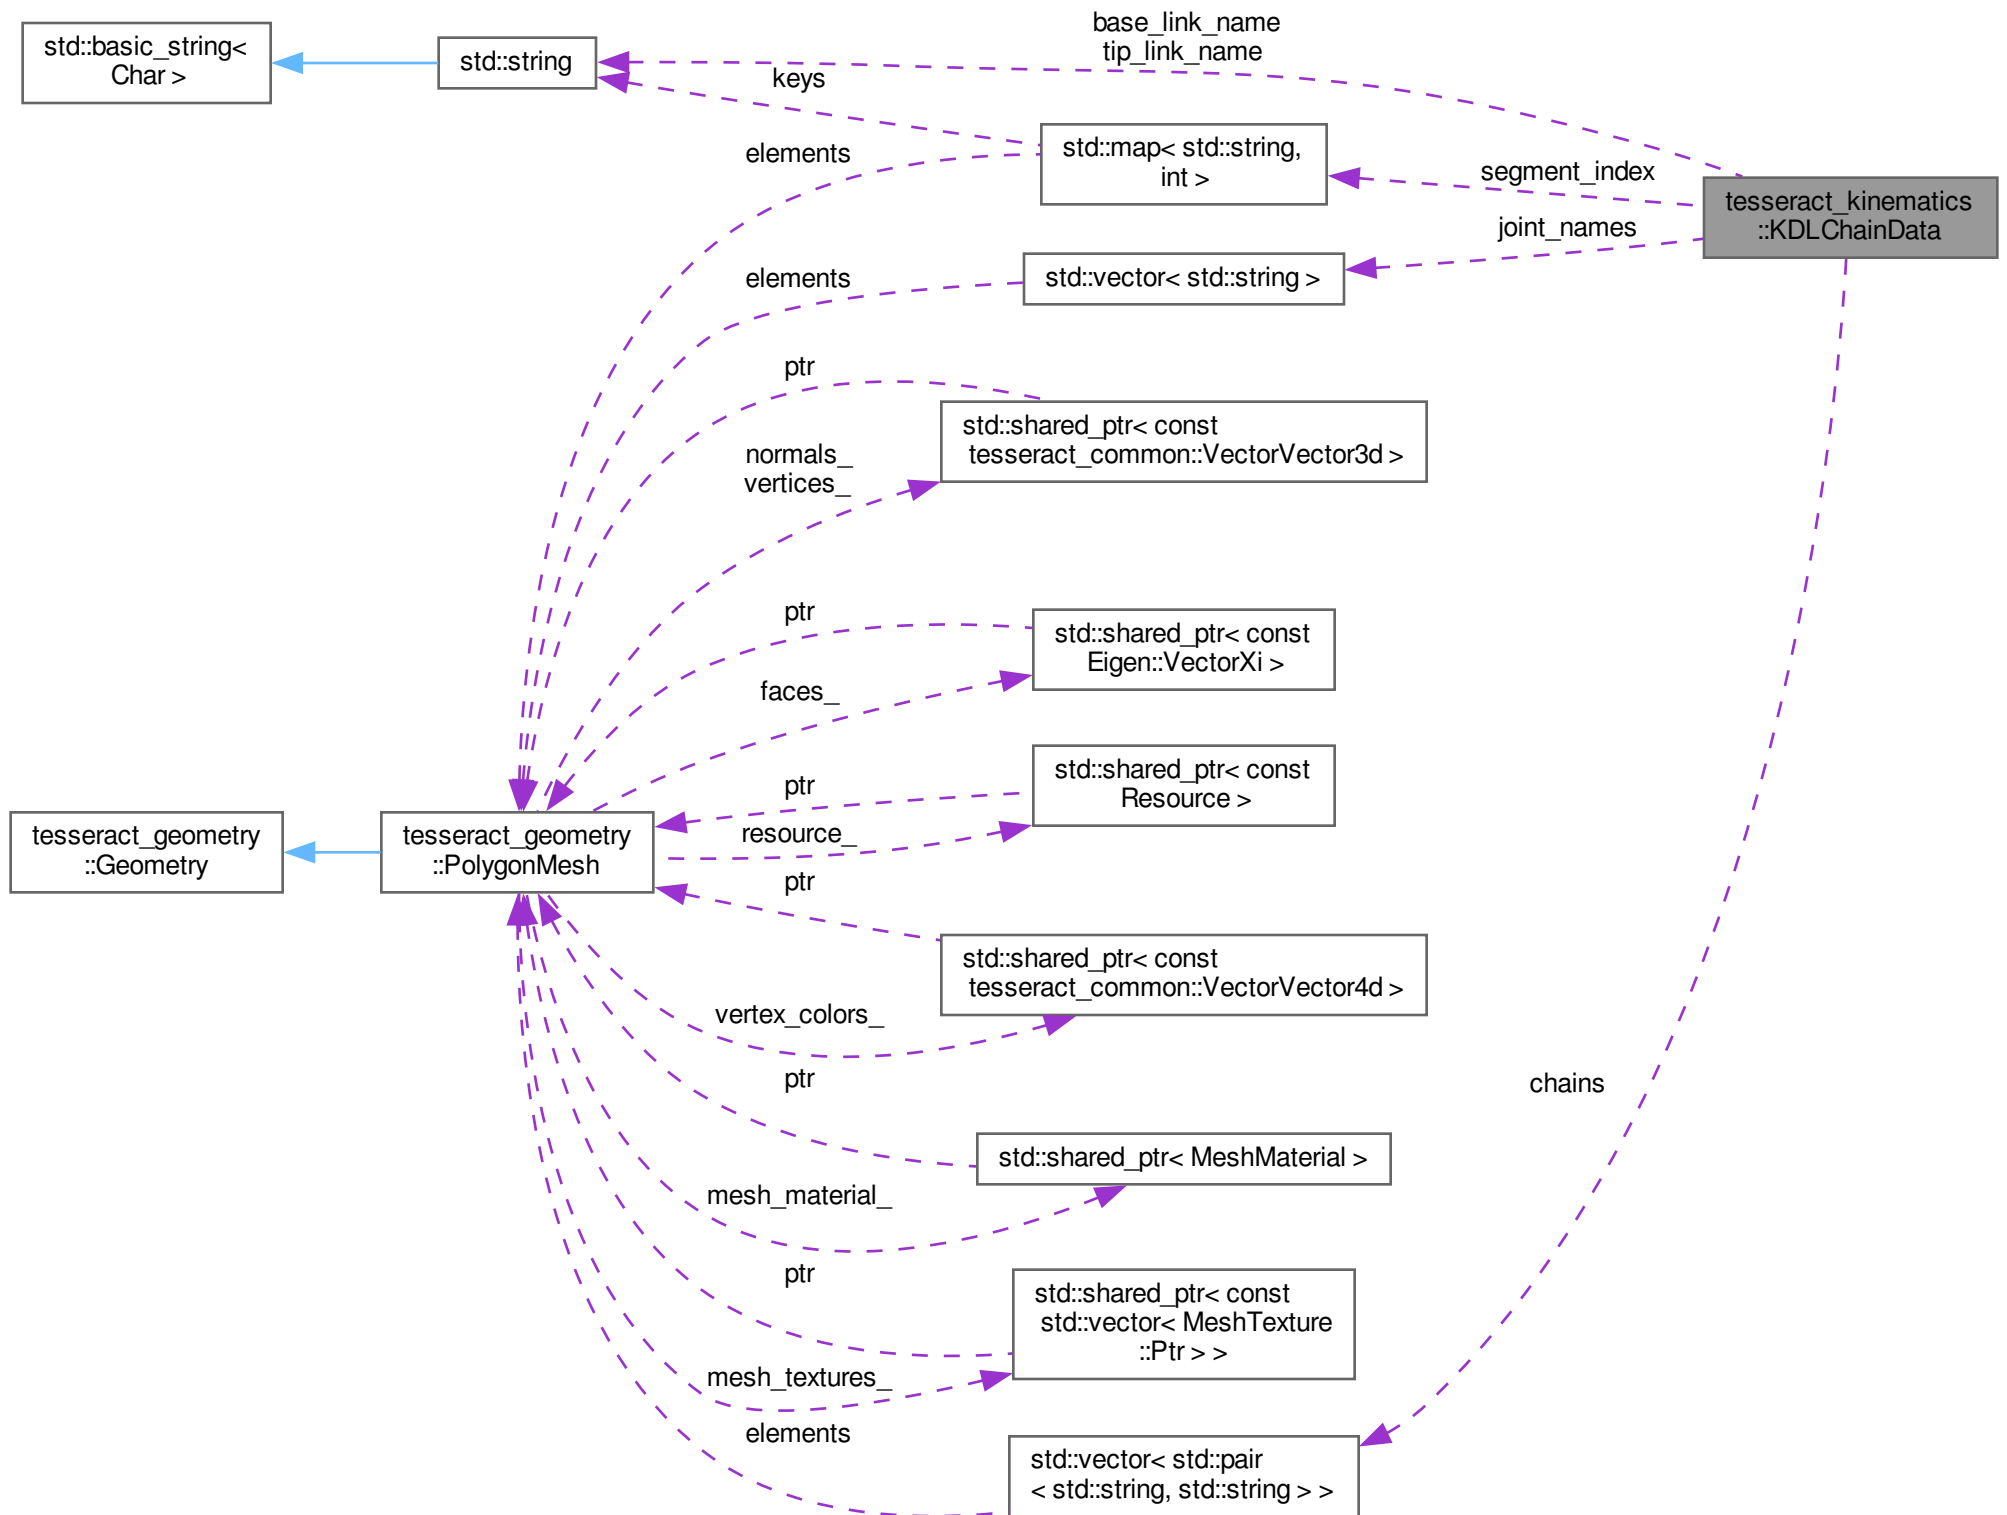 std::basic_string<
Char >
std::string
base_link_name
tip_link_name
keys
elements
std::map< std::string,
int >
segment_index
tesseract_kinematics
::KDLChainData
joint_names
elements
std::vector< std::string >
ptr
std::shared_ptr< const
tesseract_common::VectorVector3d >
normals_
vertices_
ptr
std::shared_ptr< const
Eigen::VectorXi >
faces_
std::shared_ptr< const
Resource >
ptr
resource_
tesseract_geometry
::Geometry
tesseract_geometry
::PolygonMesh
ptr
std::shared_ptr< const
tesseract_common::VectorVector4d >
vertex_colors_
ptr
chains
std::shared_ptr< MeshMaterial >
mesh_material_
ptr
std::shared_ptr< const
std::vector< MeshTexture
::Ptr > >
mesh_textures_
elements
std::vector< std::pair
< std::string, std::string > >